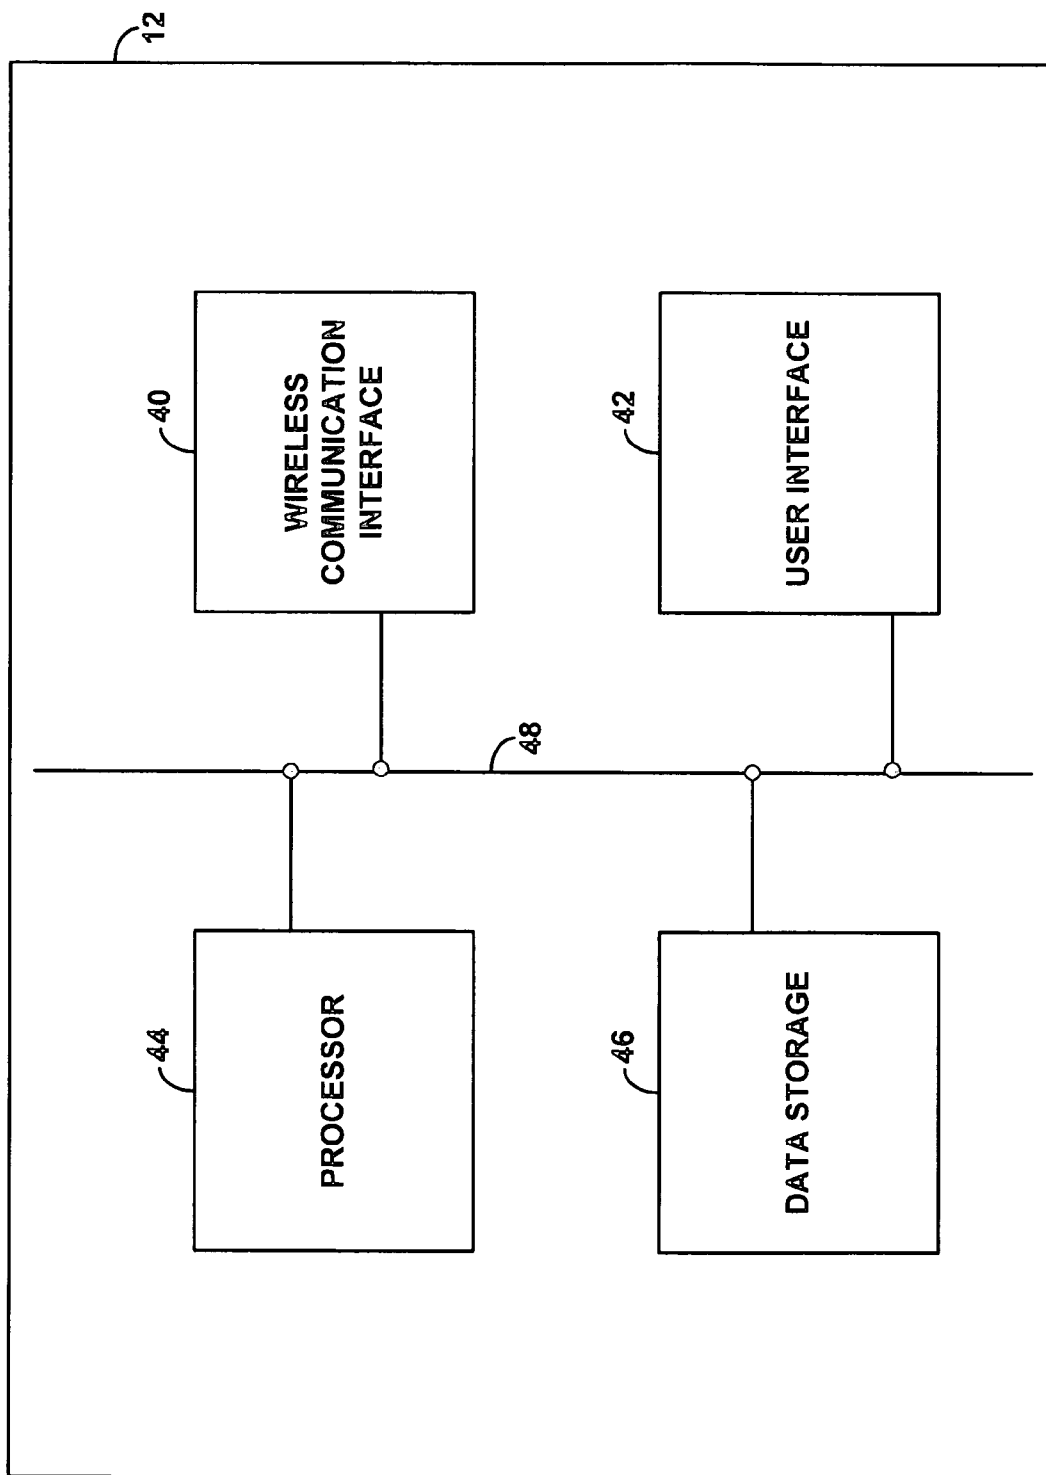 12
44
PROCESSOR
40
WIRELESS
COMMUNICATION
INTERFACE
48
46
DATA STORAGE
42
USER INTERFACE